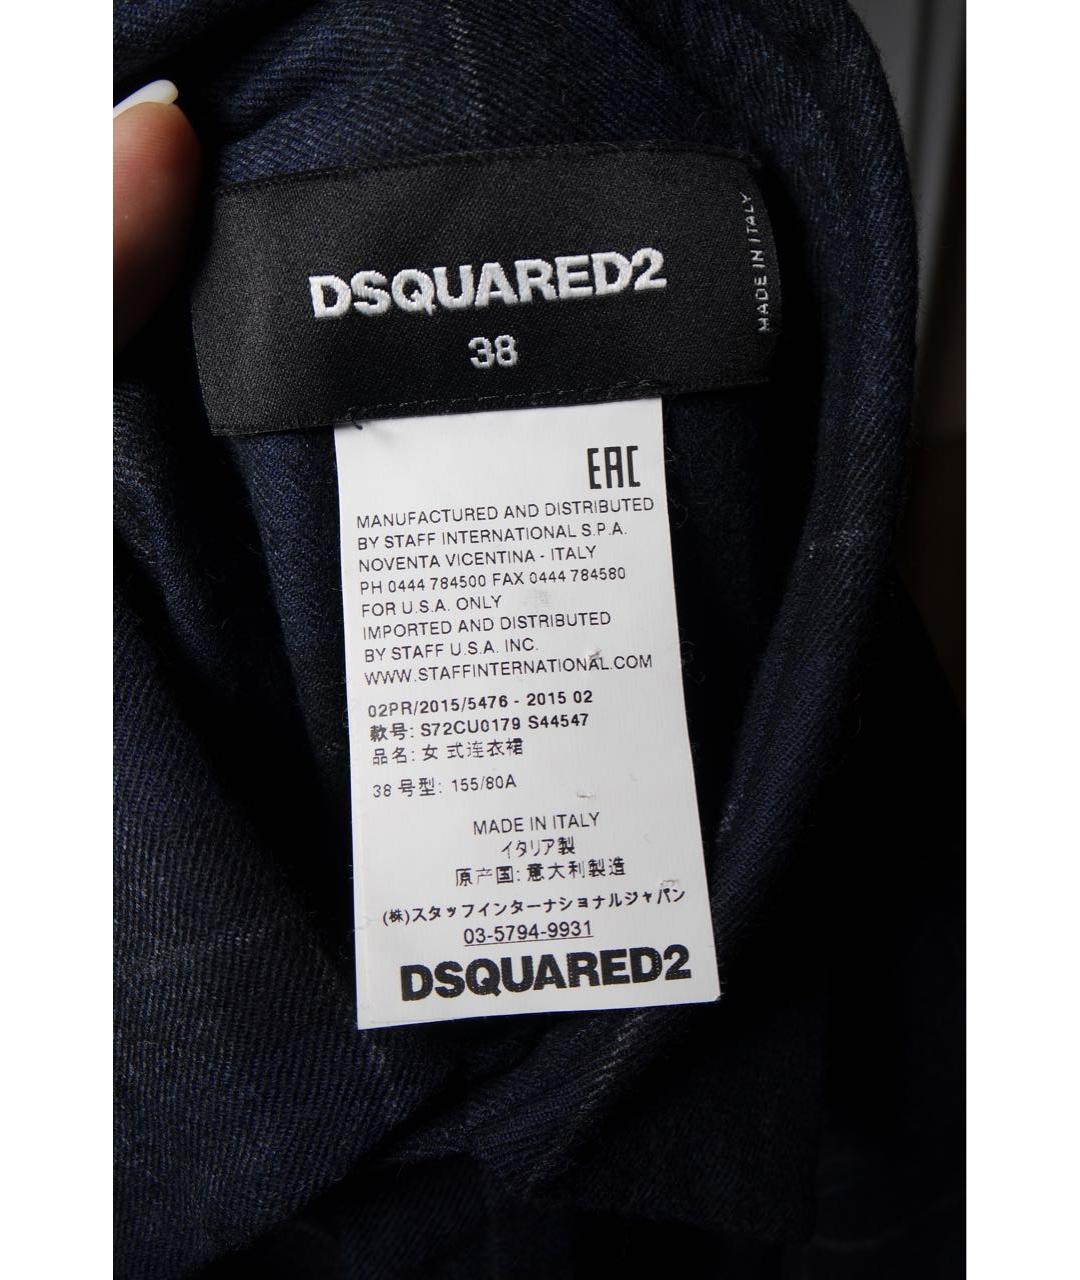 DSQUARED2
38
MADE IN ITALY
EAC
MANUFACTURED AND DISTRIBUTED
BY STAFF INTERNATIONAL S.P.A.
NOVENTA VICENTINA - ITALY
PH 0444 784500 FAX 0444 784580
FOR U.S.A. ONLY
IMPORTED AND DISTRIBUTED
BY STAFF U.S.A. INC.
WWW.STAFFINTERNATIONAL.COM
02PR/2015/5476 - 2015 02
款号: S72CU0179 S44547
品名: 女 式连衣裙
38 号型: 155/80A
MADE IN ITALY
イタリア製
原产国: 意大利製造
(株)スタッフインターナショナルジャパン
03-5794-9931
DSQUARED2